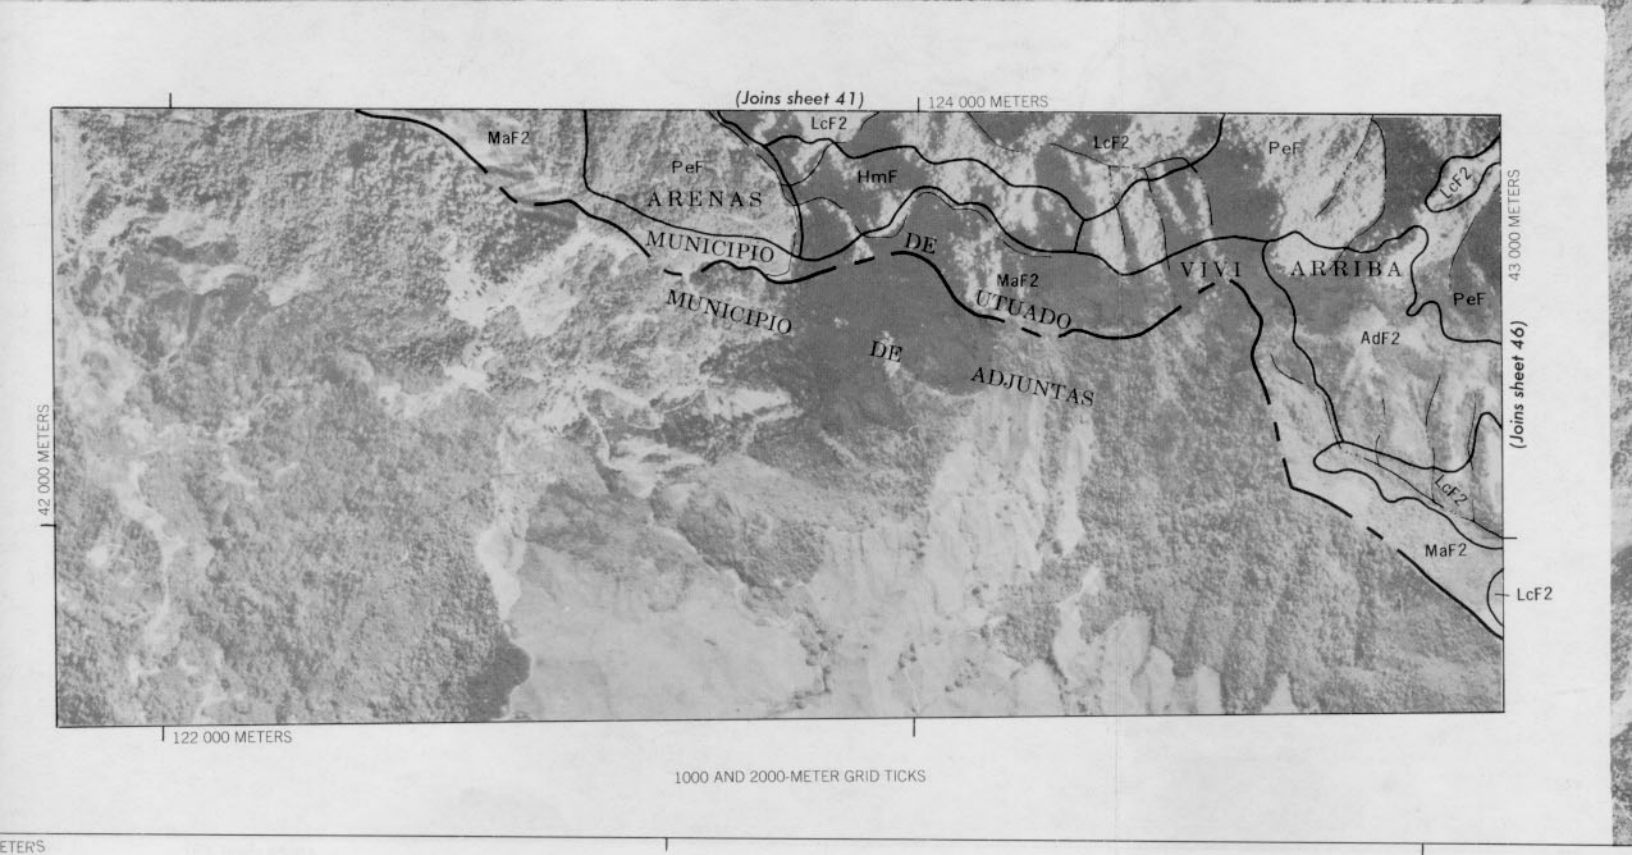 (Joins sheet 41)
124 000 METERS
LcF2
MaF2
LcF2
PeF
PeF
HmF
LcF2
ARENAS
43 000 METERS
MUNICIPIO
DE
VIVI
ARRIBA
MaF2
UTUADO
PeF
MUNICIPIO
DE
ADJUNTAS
AdF2
(Joins sheet 46)
42 000 METERS
LcF2
MaF2
LcF2
122 000 METERS
1000 AND 2000-METER GRID TICKS
ETERS